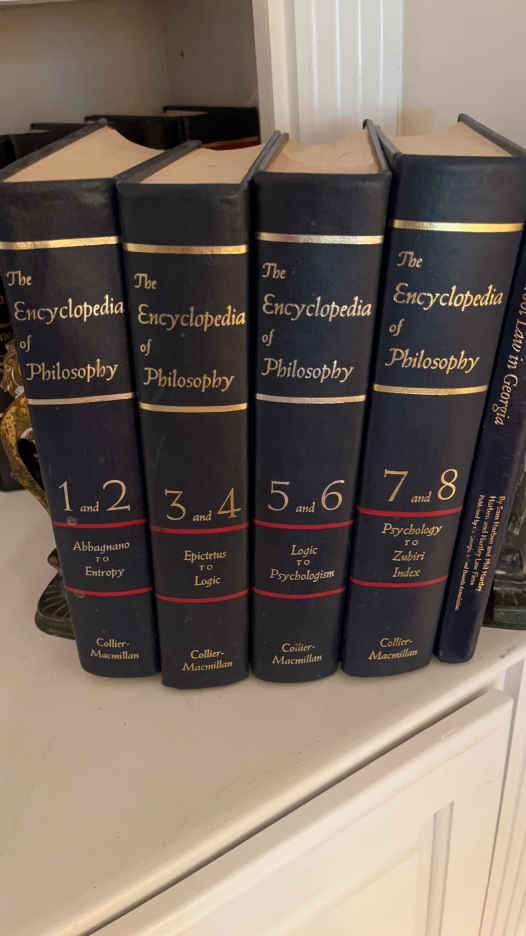 The
Encyclopedia
of
Philosophy
1 and 2
Abbagnano
TO
Entropy
Collier-
Macmillan
The
Encyclopedia
of
Philosophy
3 and 4
Epictetus
TO
Logic
Collier-
Macmillan
The
Encyclopedia
of
Philosophy
5 and 6
Logic
TO
Psychologism
Collier-
Macmillan
The
Encyclopedia
of
Philosophy
7 and 8
Psychology
TO
Zubiri
Index
Collier-
Macmillan
Law in Georgia